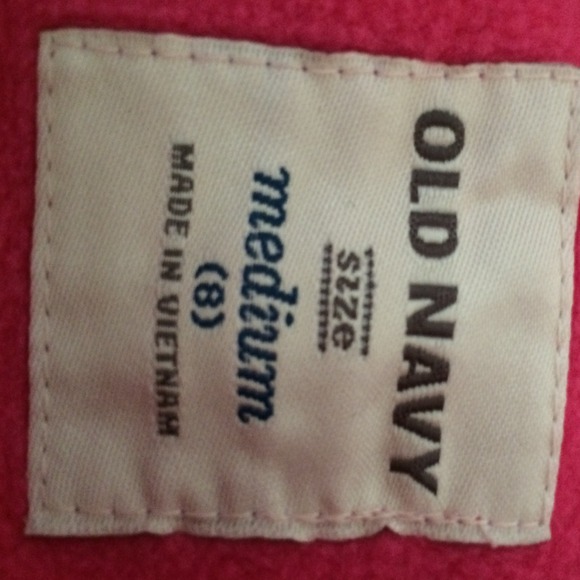 OLD NAVY
size
medium
(8)
MADE IN VIETNAM